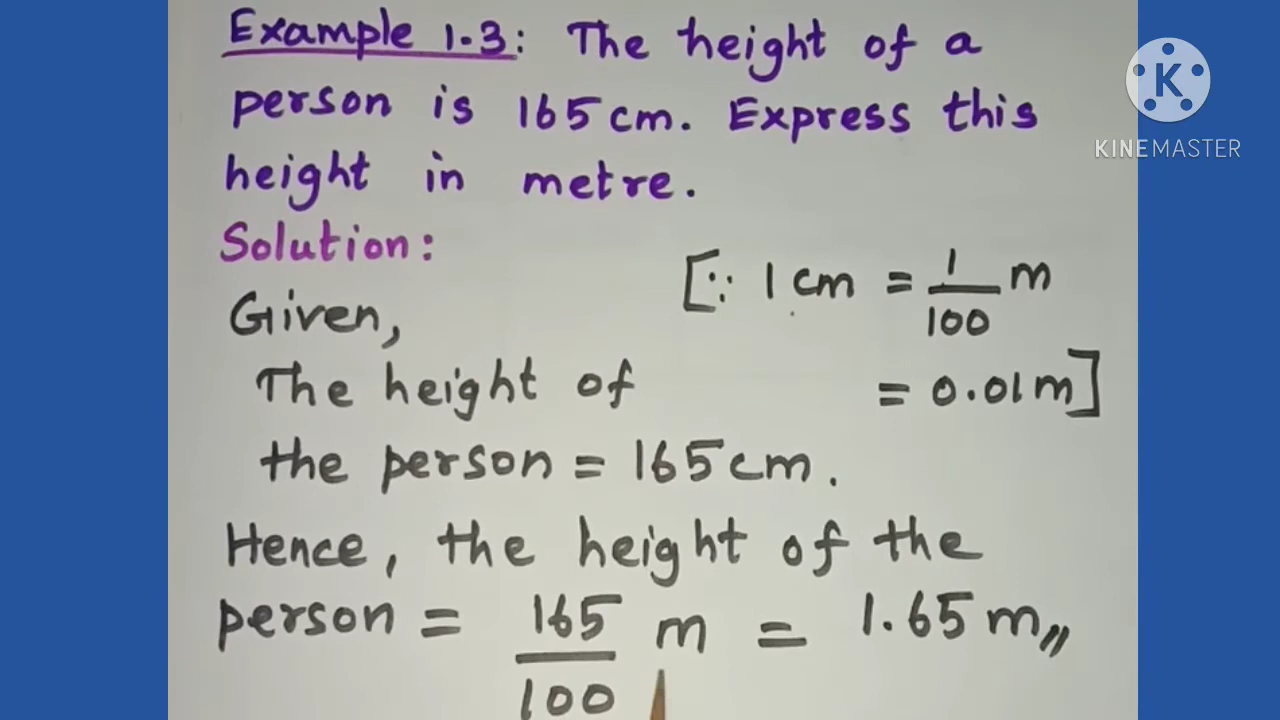 Example 1.3: The height of a
person is 165 cm. Express this
height in metre.
Solution:
[∵ 1 cm = 1/100 m
= 0.01 m]
Given,
The height of
the person = 165 cm.
Hence, the height of the
person = 165/100 m = 1.65 m,,
K
KINEMASTER